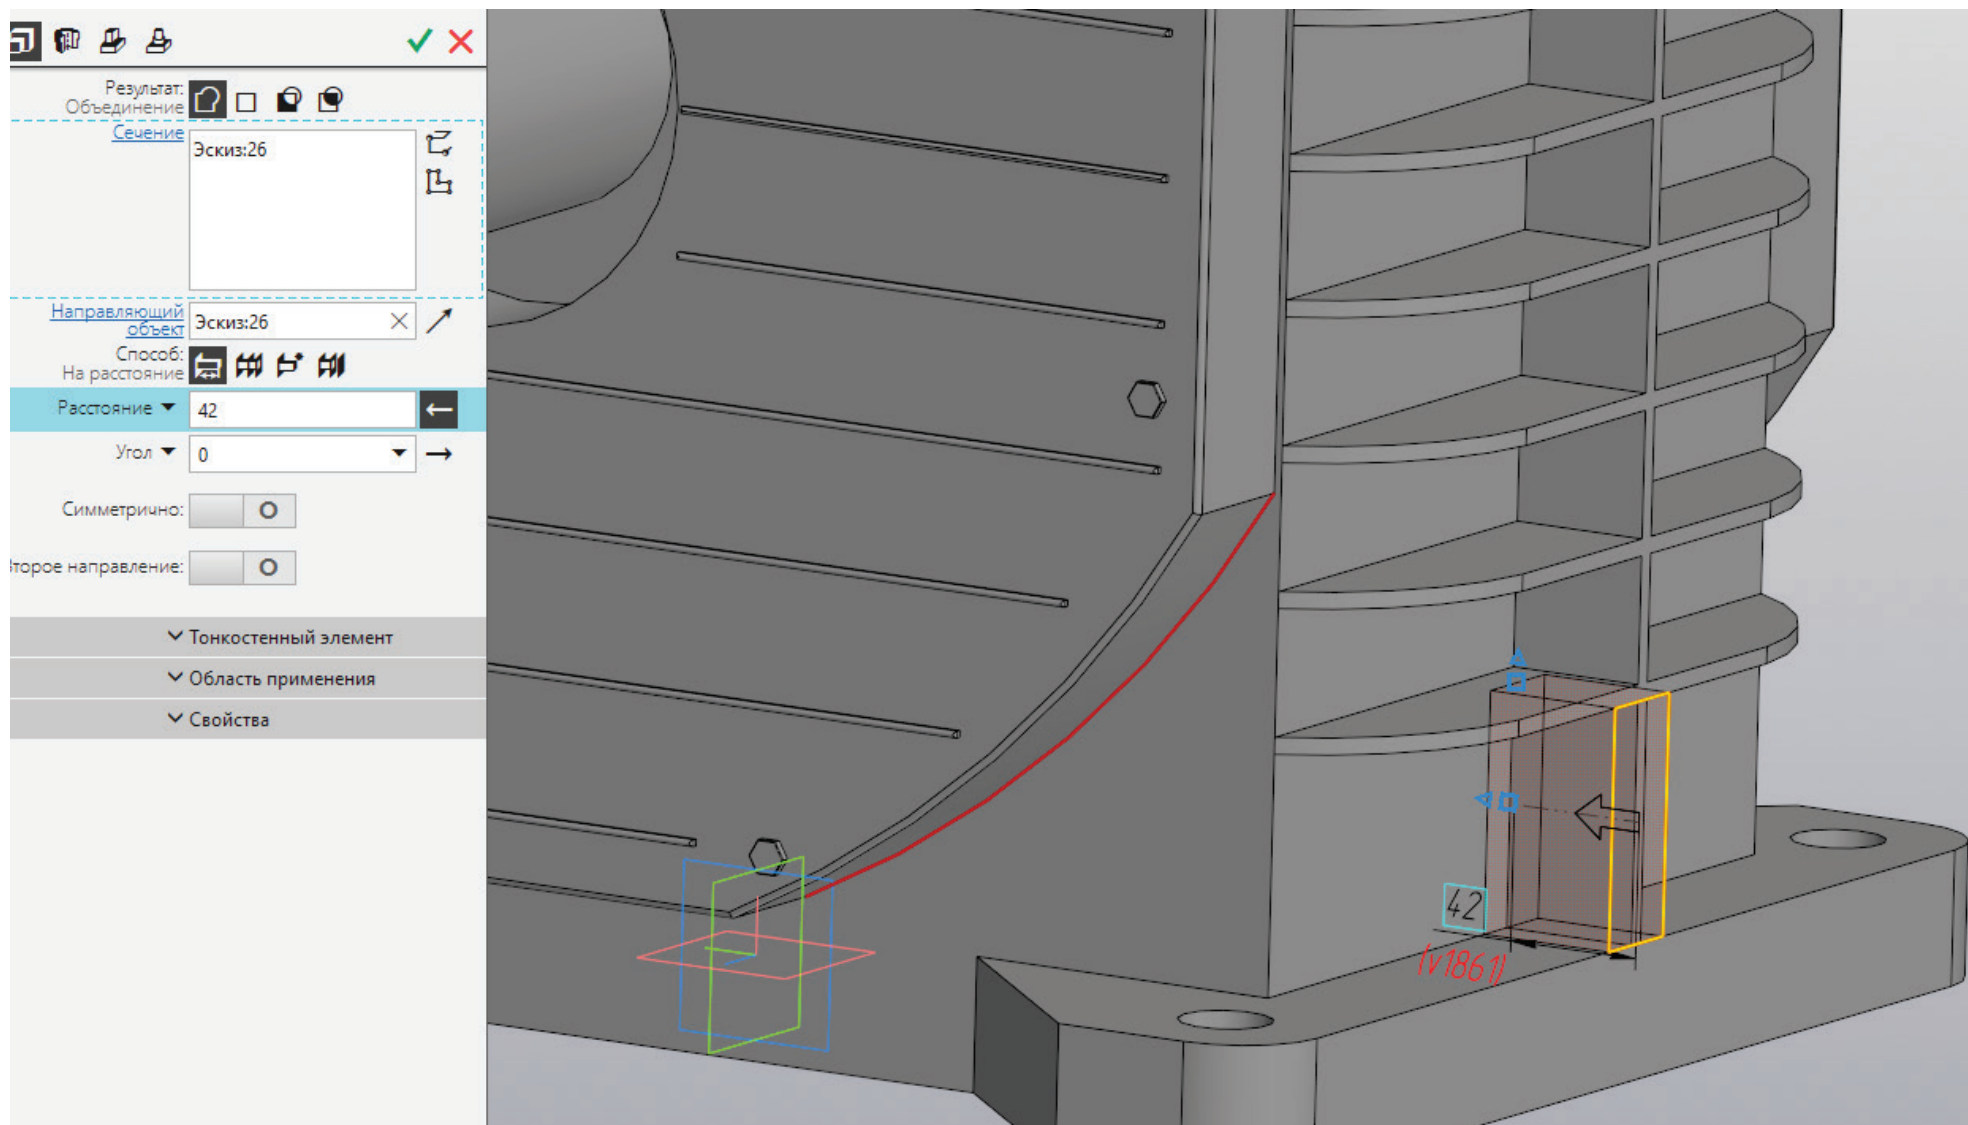 Результат:
Объединение
Сечение
Эскиз:26
Направляющий
объект
Эскиз:26
Способ:
На расстояние
Расстояние
42
Угол
0
Симметрично:
торое направление:
Тонкостенный элемент
Область применения
Свойства
42
(v1861)